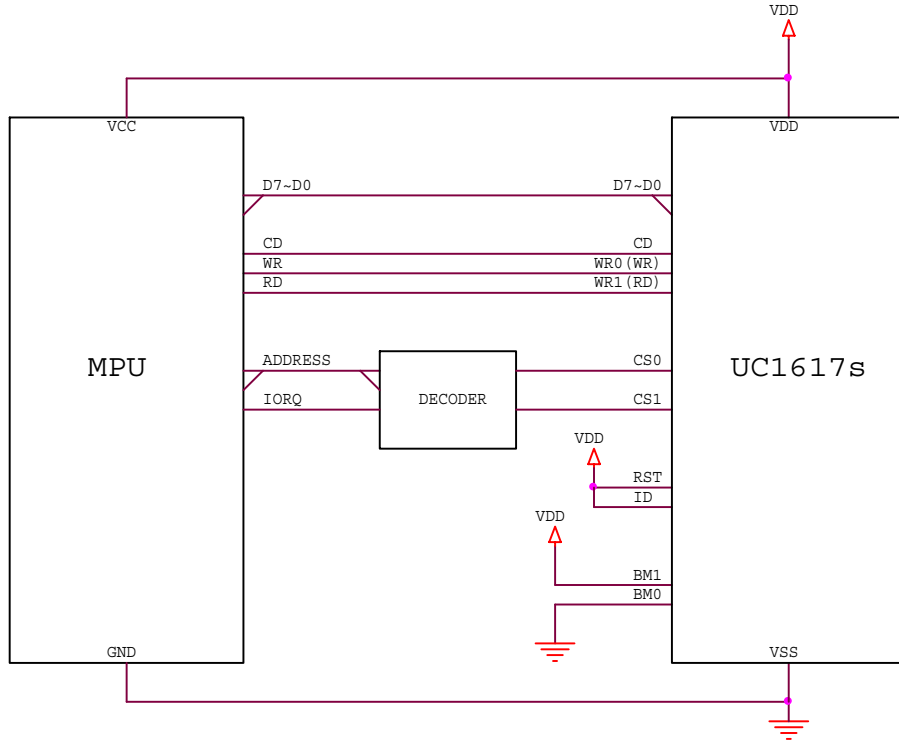 VDD
VCC
VDD
D7~D0
D7~D0
CD
CD
WR
WR0(WR)
RD
WR1(RD)
MPU
ADDRESS
CS0
UC1617s
IORQ
DECODER
CS1
VDD
RST
ID
VDD
BM1
BM0
GND
VSS